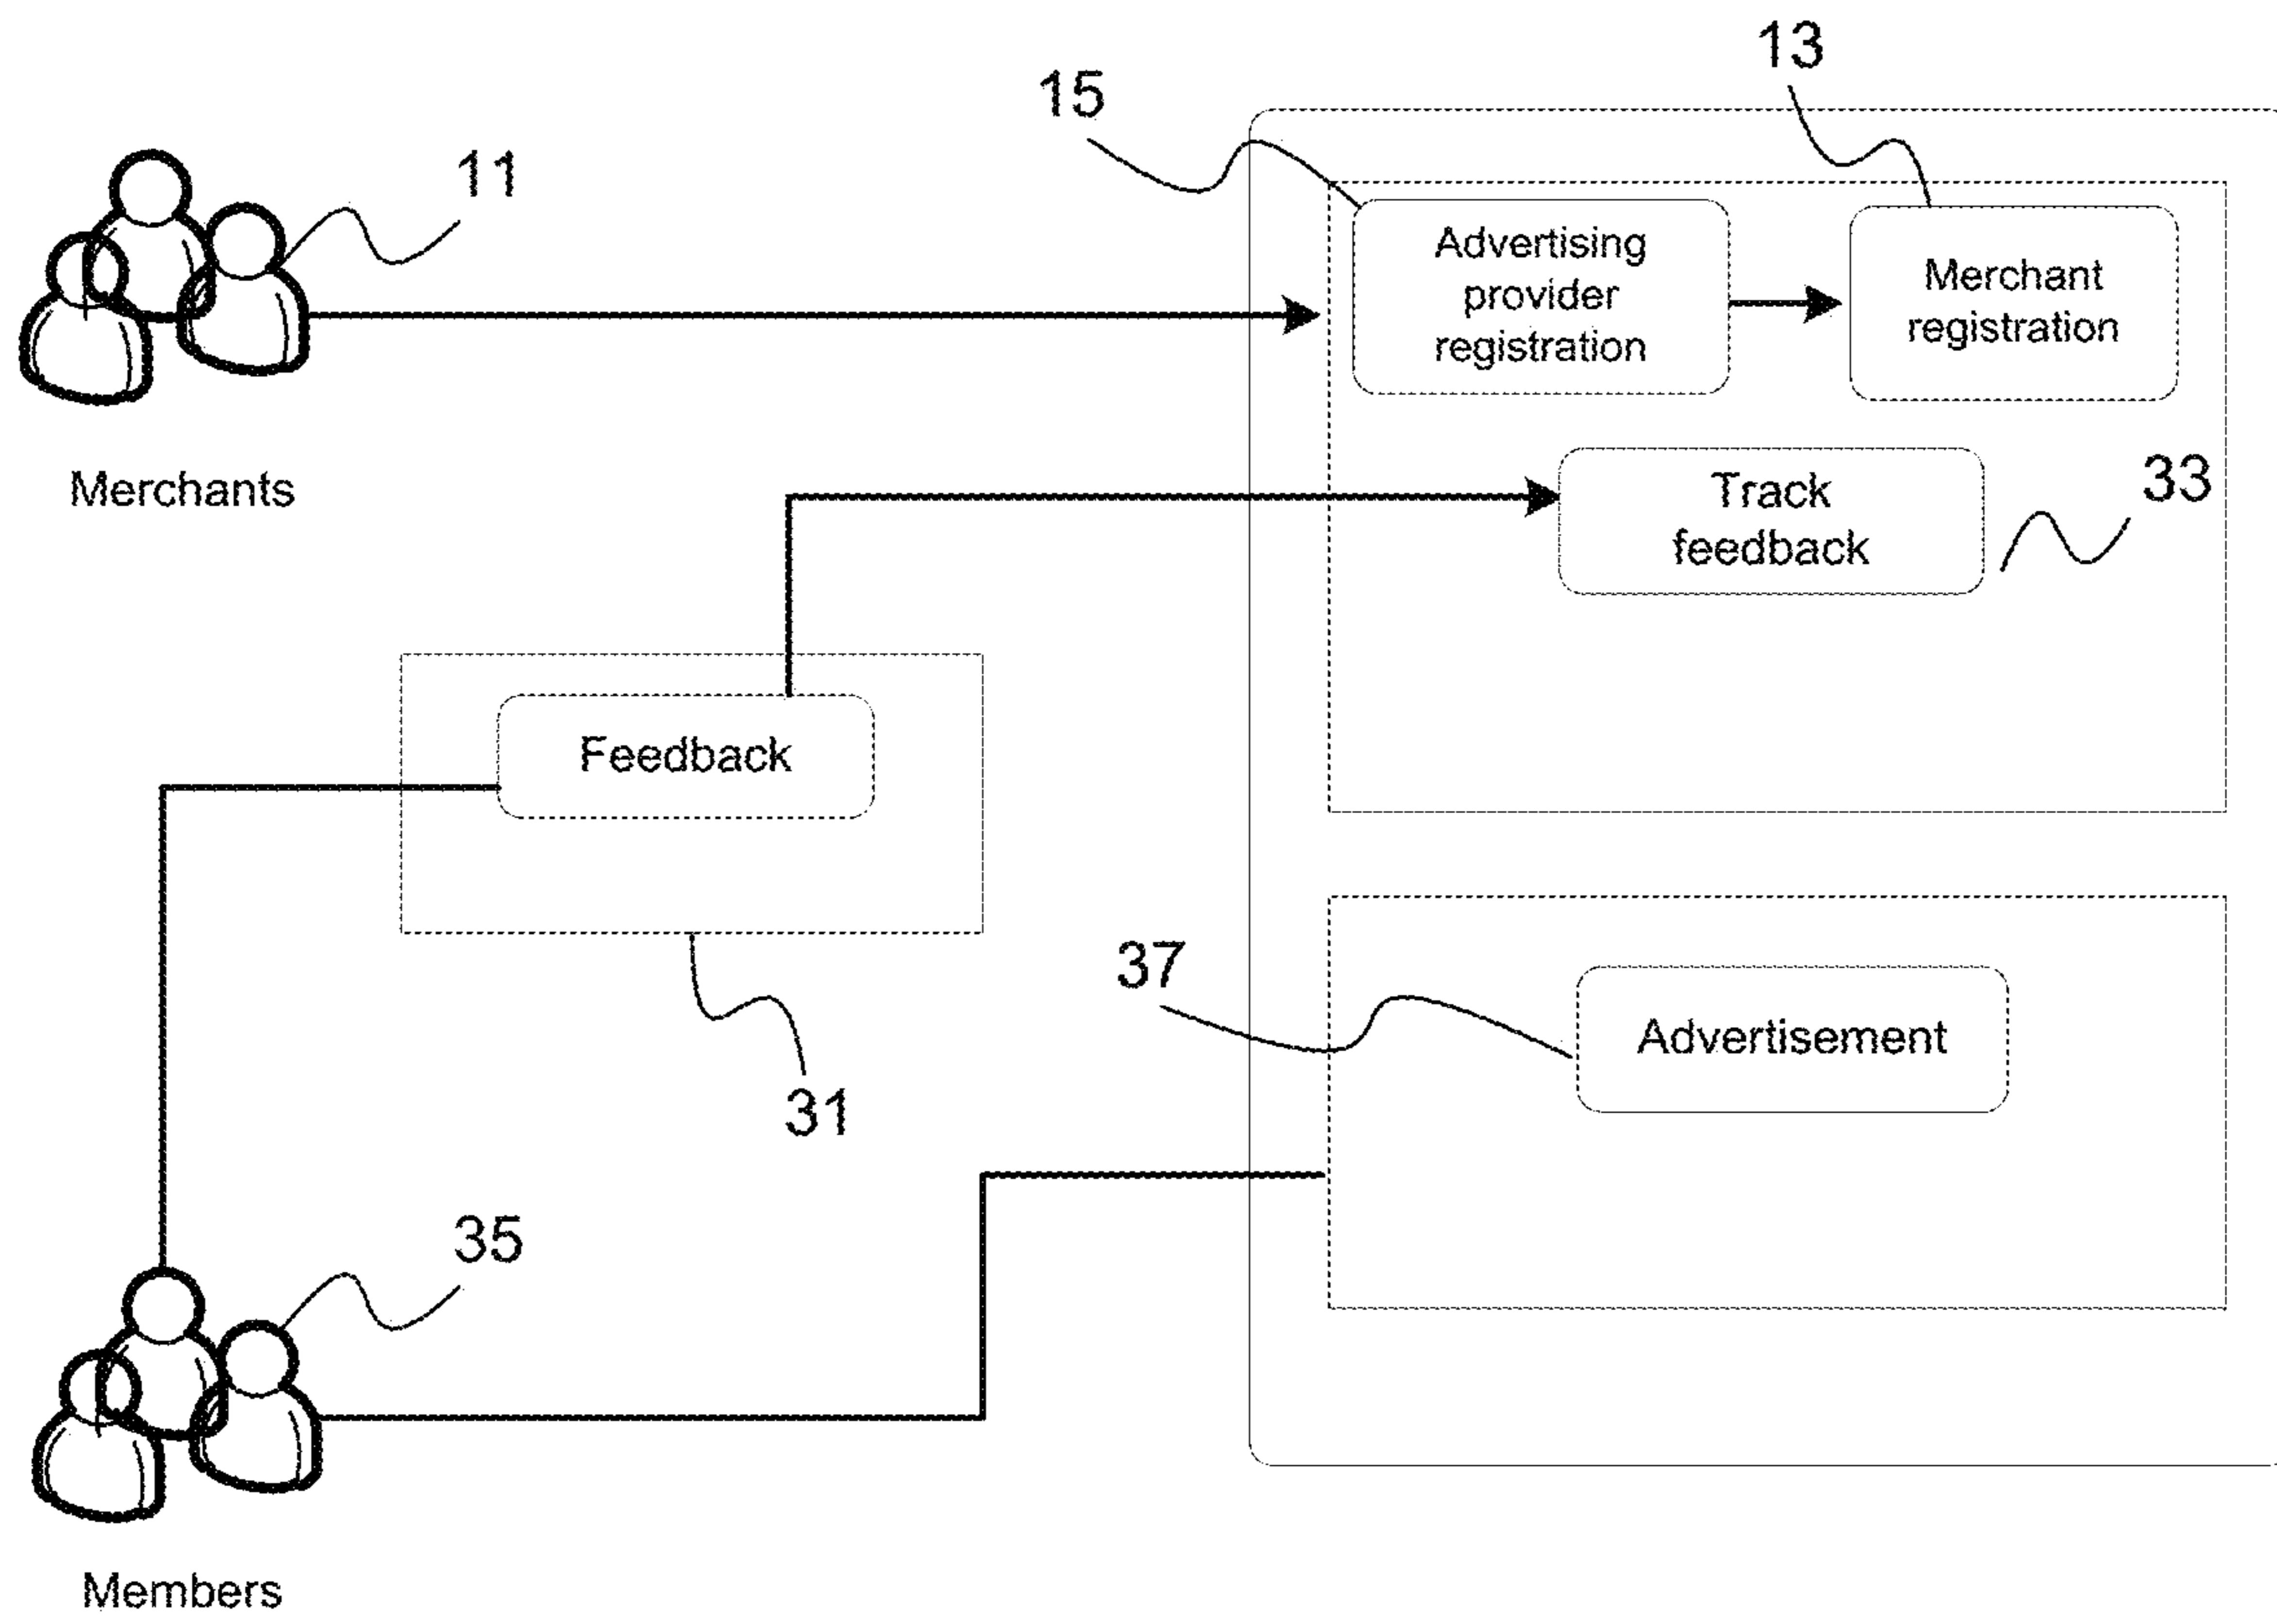 13
15
11
Advertising
provider
registration
Merchant
registration
Merchants
Track
feedback
33
Feedback
37
Advertisement
31
35
Members